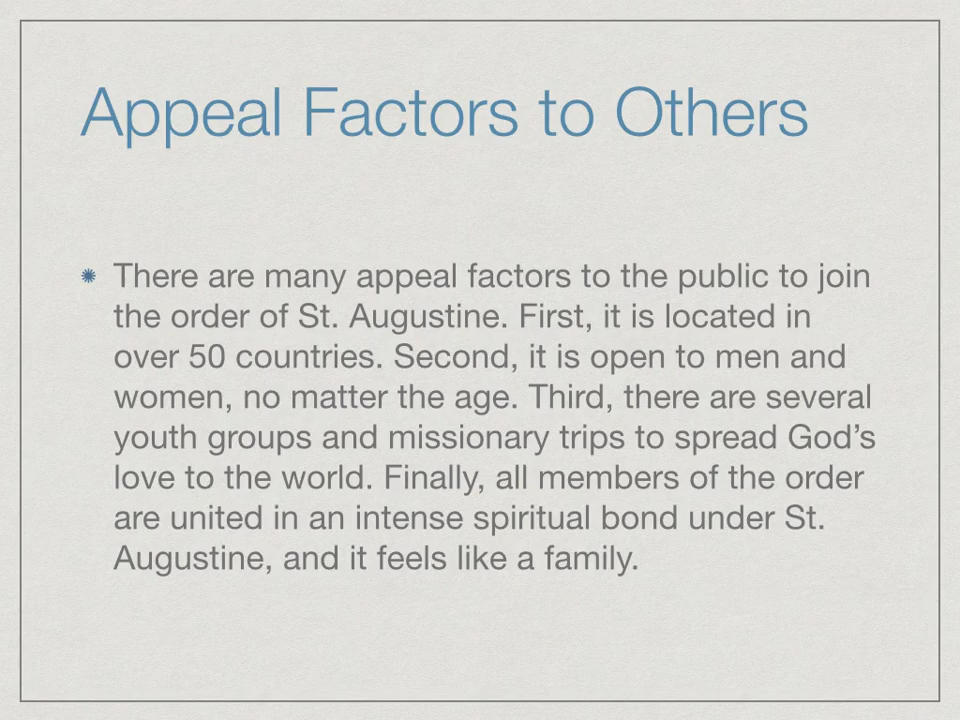 Appeal Factors to Others
There are many appeal factors to the public to join
the order of St. Augustine. First, it is located in
over 50 countries. Second, it is open to men and
women, no matter the age. Third, there are several
youth groups and missionary trips to spread God’s
love to the world. Finally, all members of the order
are united in an intense spiritual bond under St.
Augustine, and it feels like a family.